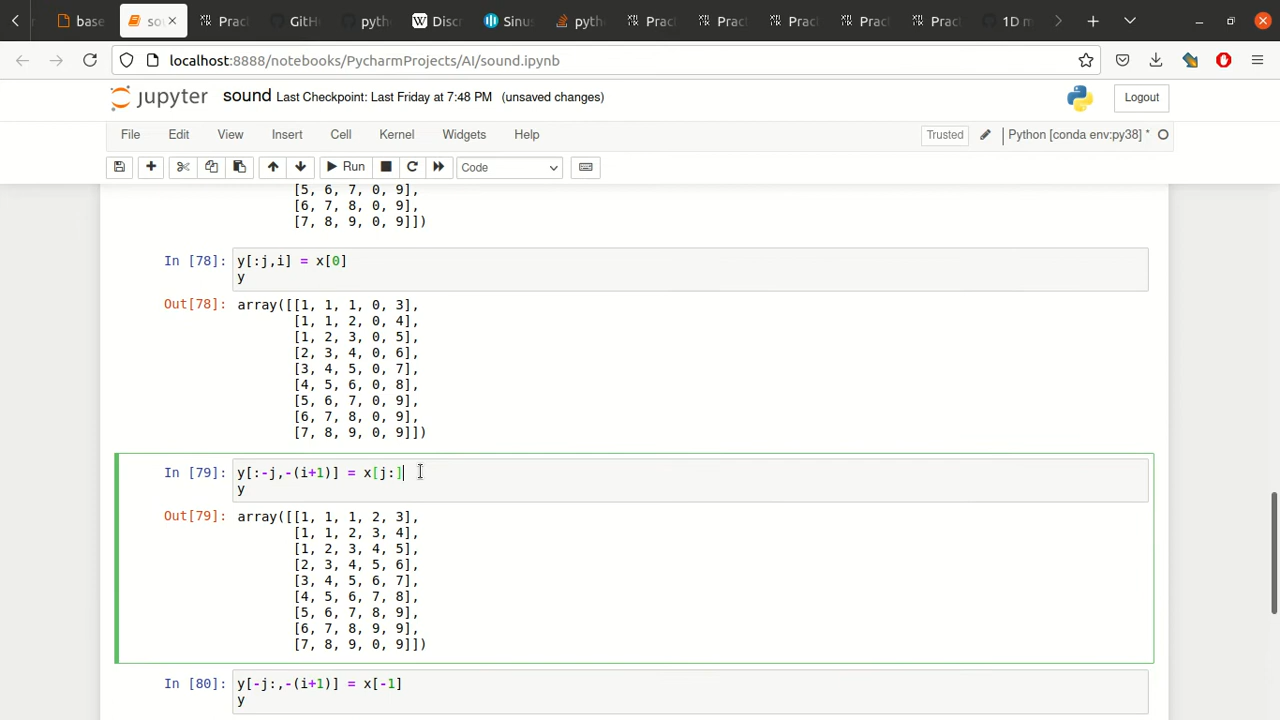 base
so
Pract
GitH
pyth
Discr
Sinus
pyth
Pract
Pract
Pract
Pract
Pract
1D m
localhost:8888/notebooks/PycharmProjects/AI/sound.ipynb
jupyter sound Last Checkpoint: Last Friday at 7:48 PM (unsaved changes)
Logout
File Edit View Insert Cell Kernel Widgets Help
Trusted
Python [conda env:py38] *
Run
Code
[5, 6, 7, 0, 9],
[6, 7, 8, 0, 9],
[7, 8, 9, 0, 9]])
In [78]: y[:j,i] = x[0]
y
Out[78]: array([[1, 1, 1, 0, 3],
[1, 1, 2, 0, 4],
[1, 2, 3, 0, 5],
[2, 3, 4, 0, 6],
[3, 4, 5, 0, 7],
[4, 5, 6, 0, 8],
[5, 6, 7, 0, 9],
[6, 7, 8, 0, 9],
[7, 8, 9, 0, 9]])
In [79]: y[:-j,-(i+1)] = x[j:]
y
Out[79]: array([[1, 1, 1, 2, 3],
[1, 1, 2, 3, 4],
[1, 2, 3, 4, 5],
[2, 3, 4, 5, 6],
[3, 4, 5, 6, 7],
[4, 5, 6, 7, 8],
[5, 6, 7, 8, 9],
[6, 7, 8, 9, 9],
[7, 8, 9, 0, 9]])
In [80]: y[-j:,-(i+1)] = x[-1]
y